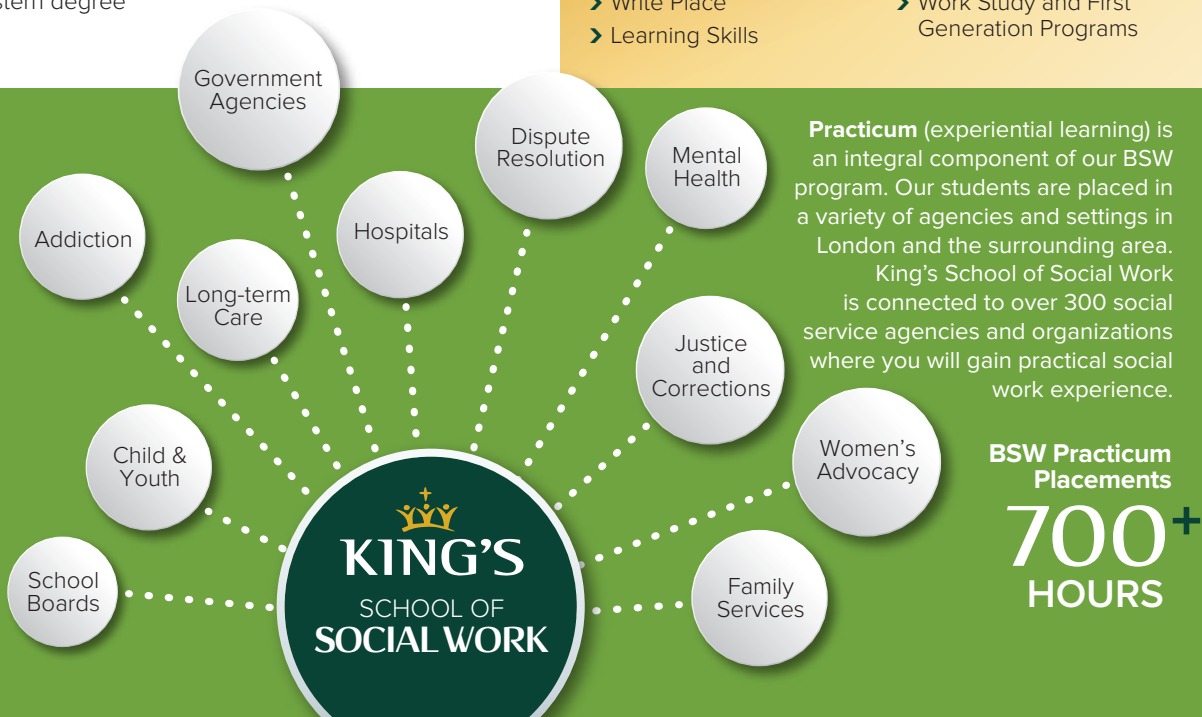 stem degree
> Write Place
> Learning Skills
> Work Study and First
Generation Programs
Government
Agencies
Dispute
Resolution
Mental
Health
Addiction
Hospitals
Long-term
Care
Justice
and
Corrections
Child &
Youth
Women's
Advocacy
School
Boards
Family
Services
KING'S
SCHOOL OF
SOCIAL WORK
Practicum (experiential learning) is
an integral component of our BSW
program. Our students are placed in
a variety of agencies and settings in
London and the surrounding area.
King's School of Social Work
is connected to over 300 social
service agencies and organizations
where you will gain practical social
work experience.
BSW Practicum
Placements
700+
HOURS